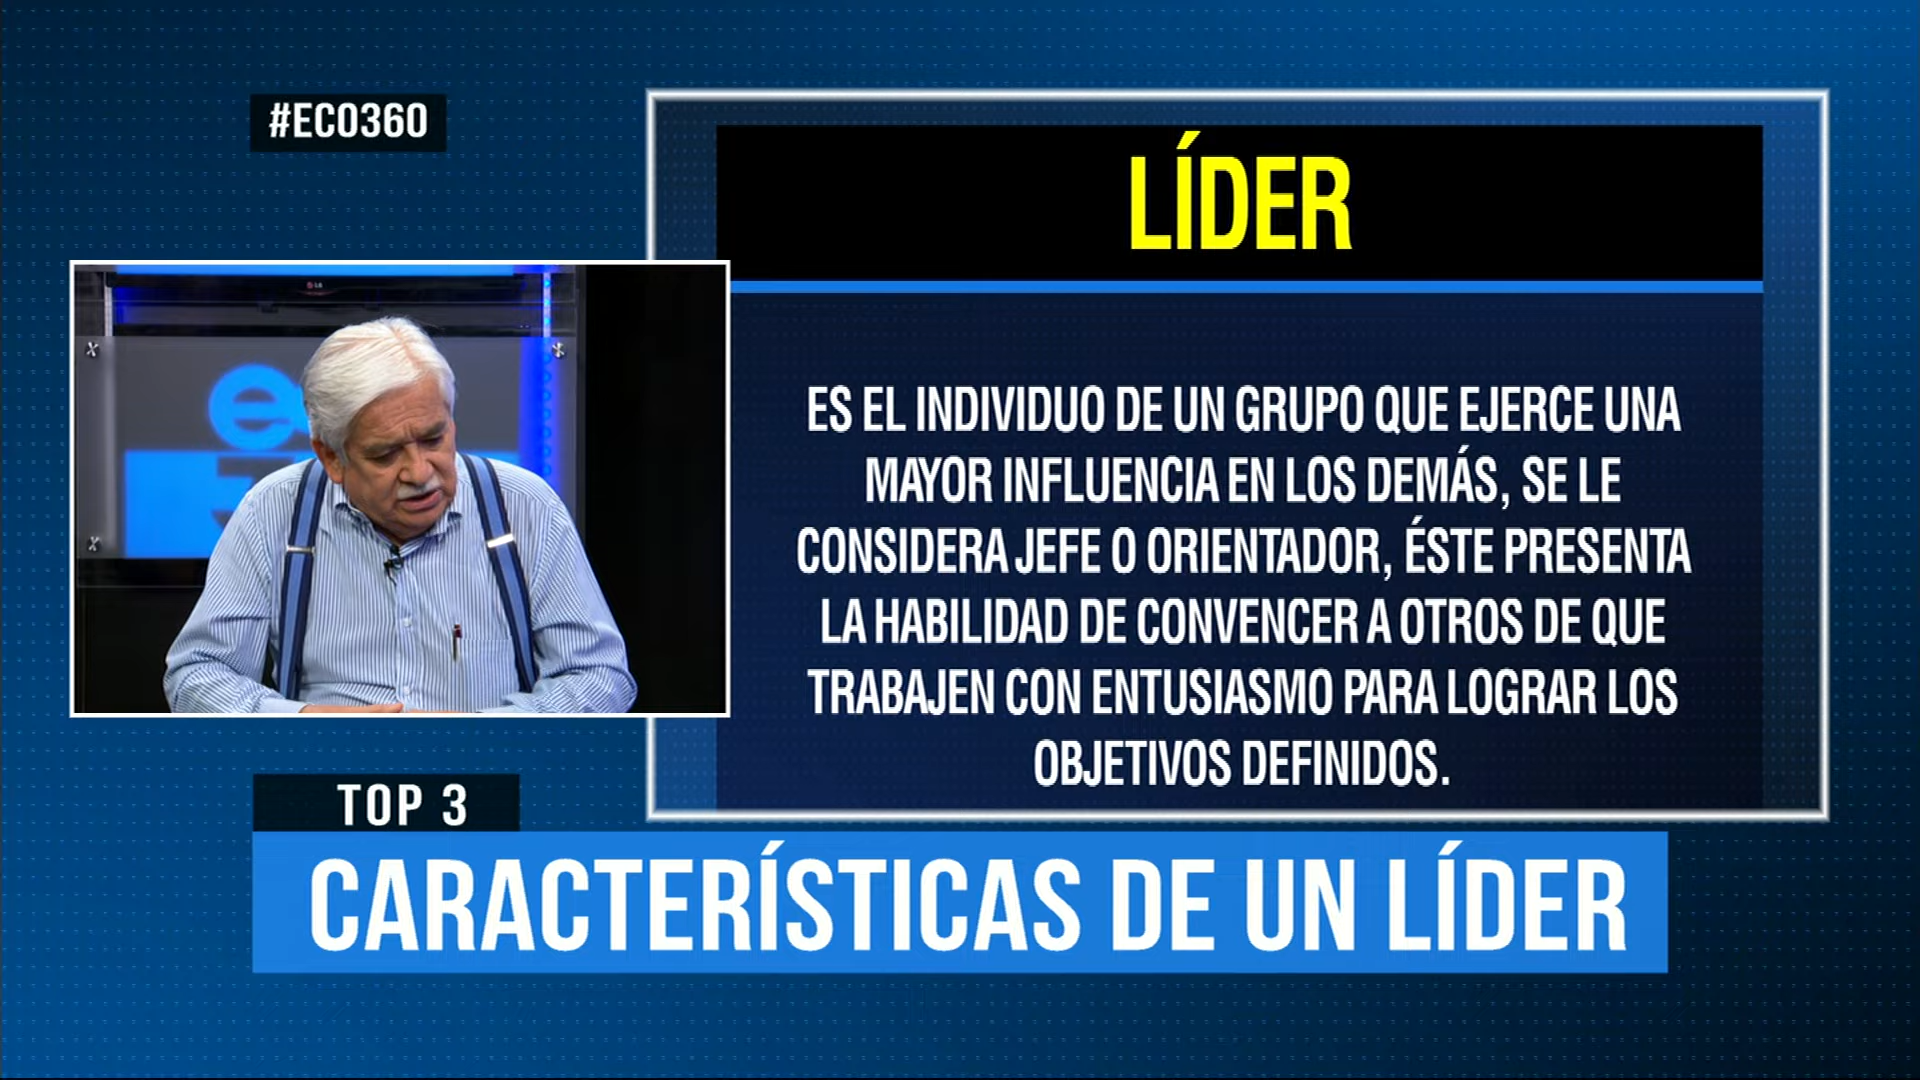 #ECO360
LÍDER
ES EL INDIVIDUO DE UN GRUPO QUE EJERCE UNA
MAYOR INFLUENCIA EN LOS DEMÁS, SE LE
CONSIDERA JEFE O ORIENTADOR, ÉSTE PRESENTA
LA HABILIDAD DE CONVENCER A OTROS DE QUE
TRABAJEN CON ENTUSIASMO PARA LOGRAR LOS
OBJETIVOS DEFINIDOS.
TOP 3
CARACTERÍSTICAS DE UN LÍDER